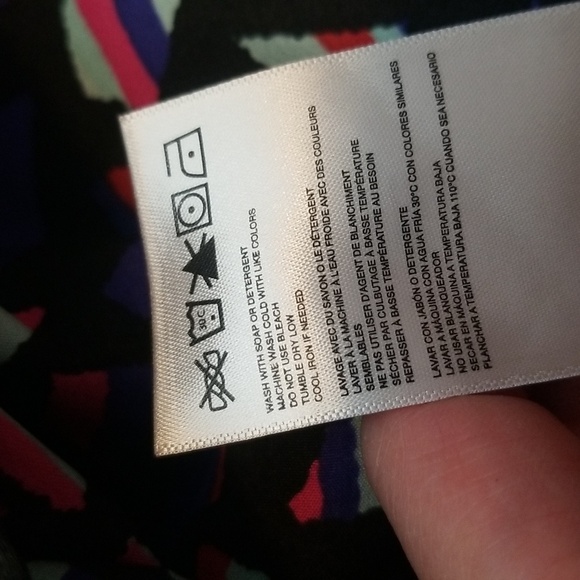 30°C
WASH WITH SOAP OR DETERGENT
MACHINE WASH COLD WITH LIKE COLORS
DO NOT USE BLEACH
TUMBLE DRY LOW
COOL IRON IF NEEDED
LAVAGE AVEC DU SAVON O LE DÉTERGENT
LAVER À LA MACHINE À L'EAU FROIDE AVEC DES COULEURS
SEMBLABLES
NE PAS UTILISER D'AGENT DE BLANCHIMENT
SÉCHER PAR CULBUTAGE À BASSE TEMPÉRATURE
REPASSER À BASSE TEMPÉRATURE AU BESOIN
LAVAR CON JABÓN O DETERGENTE
LAVAR A MÁQUINA CON AGUA FRÍA 30°C CON COLORES SIMILARES
NO USAR BLANQUEADOR
SECAR EN MÁQUINA A TEMPERATURA BAJA
PLANCHAR A TEMPERATURA BAJA 110°C CUANDO SEA NECESARIO